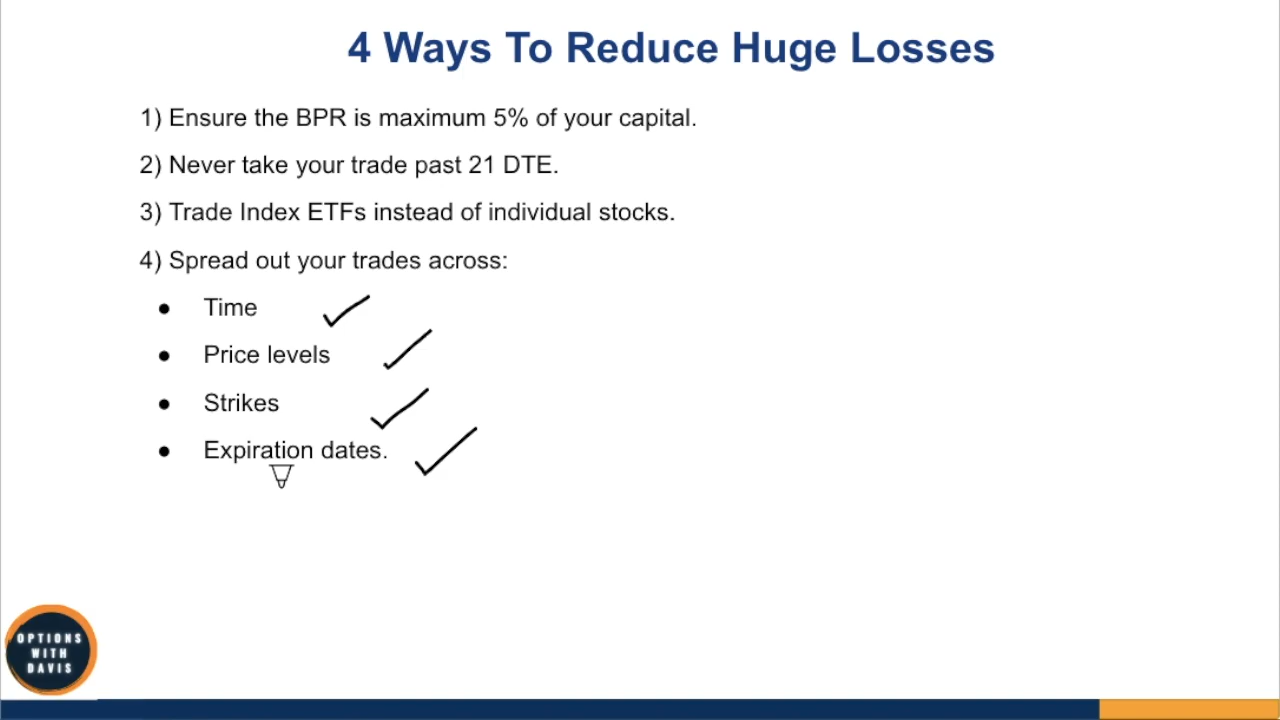 4 Ways To Reduce Huge Losses
1) Ensure the BPR is maximum 5% of your capital.
2) Never take your trade past 21 DTE.
3) Trade Index ETFs instead of individual stocks.
4) Spread out your trades across:
● Time
● Price levels
● Strikes
● Expiration dates.
OPTIONS
WITH
DAVIS